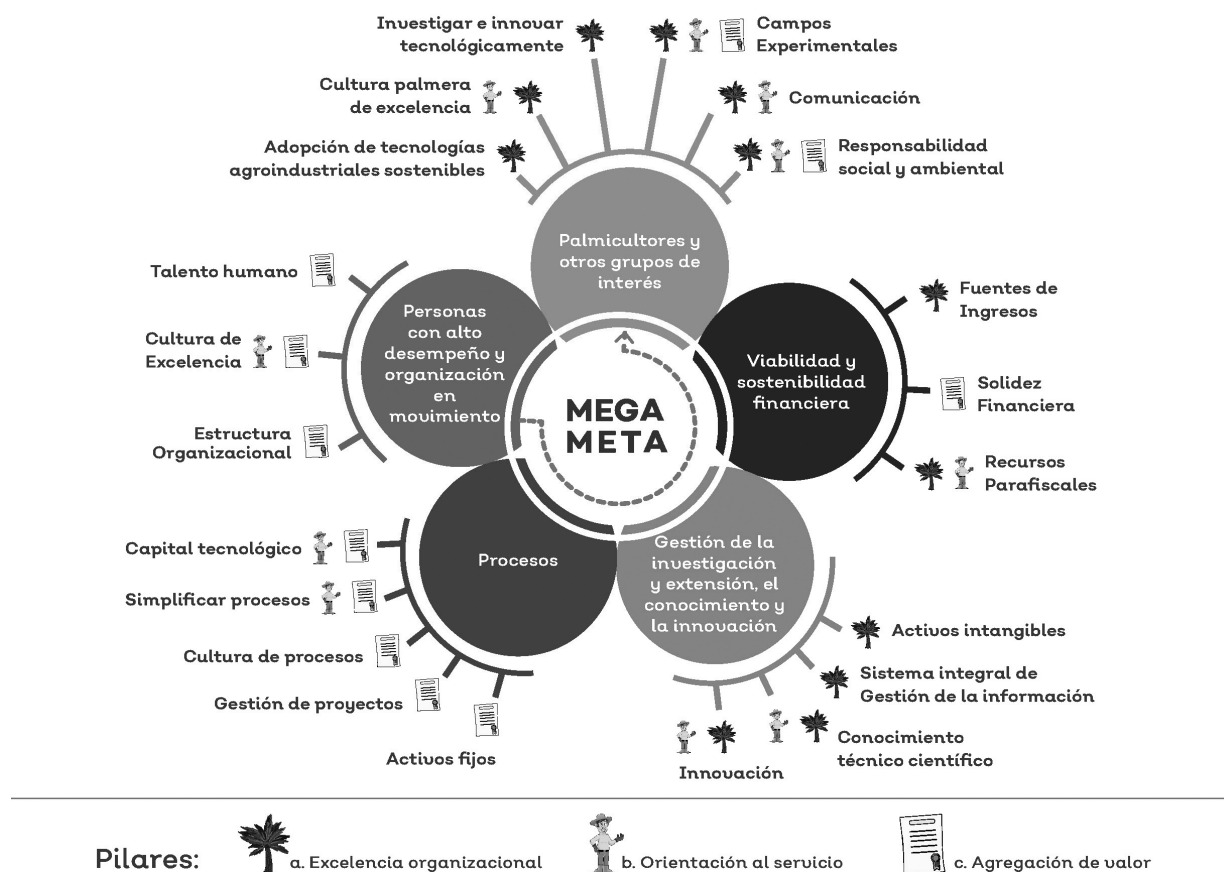 Investigar e innovar
tecnológicamente
Campos
Experimentales
Cultura palmera
de excelencia
Comunicación
Adopción de tecnologías
agroindustriales sostenibles
Responsabilidad
social y ambiental
Palmicultores y
otros grupos de
interés
Talento humano
Cultura de
Excelencia
Estructura
Organizacional
Personas
con alto
desempeño y
organización
en
movimiento
Fuentes de
Ingresos
Solidez
Financiera
Recursos
Parafiscales
Viabilidad y
sostenibilidad
financiera
MEGA
META
Capital tecnológico
Simplificar procesos
Cultura de procesos
Gestión de proyectos
Activos fijos
Procesos
Gestión de la
investigación
y extensión, el
conocimiento y
la innovación
Activos intangibles
Sistema integral de
Gestión de la información
Conocimiento
técnico científico
Innovación
Pilares:
a. Excelencia organizacional
b. Orientación al servicio
c. Agregación de valor